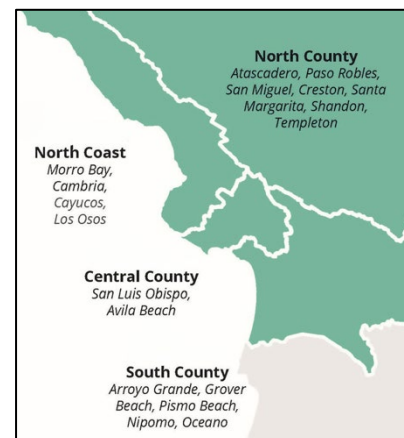 North County
Atascadero, Paso Robles,
San Miguel, Creston, Santa
Margarita, Shandon,
Templeton
North Coast
Morro Bay,
Cambria,
Cayucos,
Los Osos
Central County
San Luis Obispo,
Avila Beach
South County
Arroyo Grande, Grover
Beach, Pismo Beach,
Nipomo, Oceano